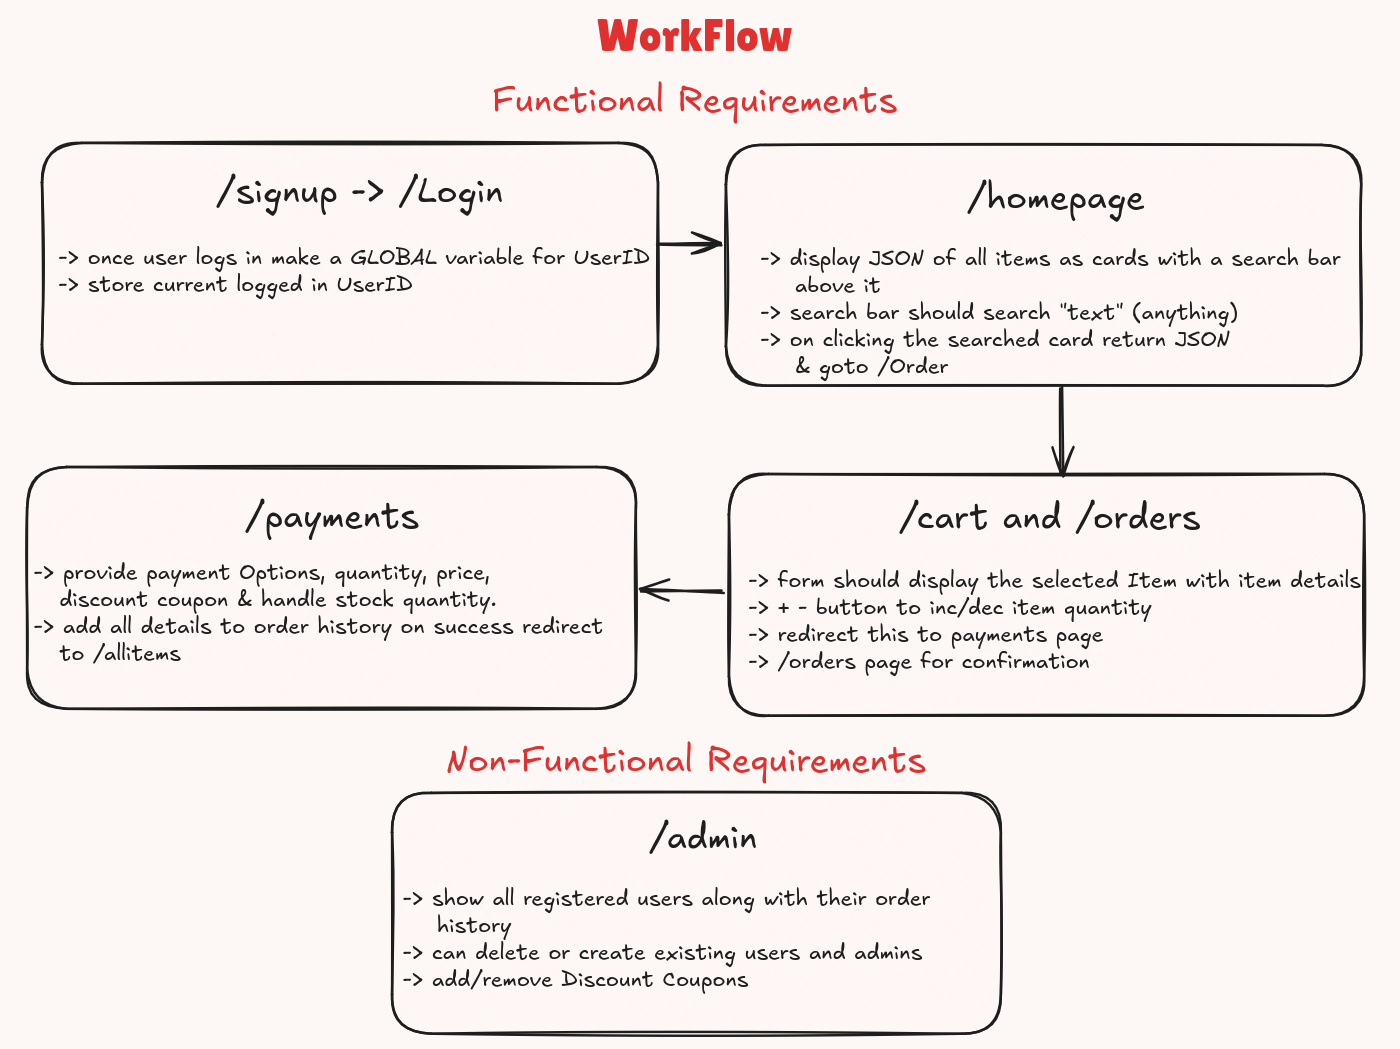 WorkFlow
Functional Requirements
/signup -> /Login
-> once user logs in make a GLOBAL variable for UserID
-> store current logged in UserID
/homepage
-> display JSON of all items as cards with a search bar
above it
-> search bar should search "text" (anything)
-> on clicking the searched card return JSON
& goto /Order
/payments
-> provide payment Options, quantity, price,
discount coupon & handle stock quantity.
-> add all details to order history on success redirect
to /allitems
/cart and /orders
-> form should display the selected Item with item details
-> + - button to inc/dec item quantity
-> redirect this to payments page
-> /orders page for confirmation
Non-Functional Requirements
/admin
-> show all registered users along with their order
history
-> can delete or create existing users and admins
-> add/remove Discount Coupons